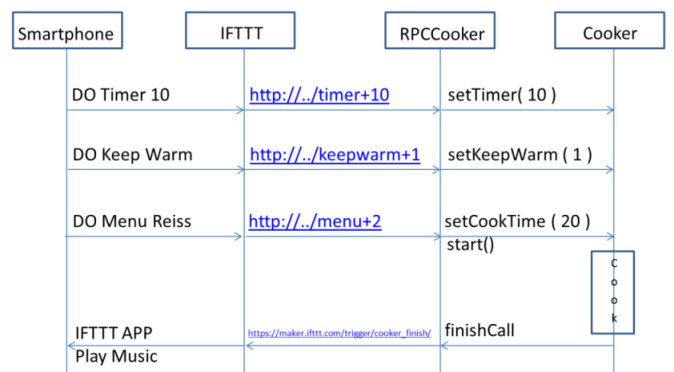 Smartphone IFTTT RPCCooker Cooker
DO Timer 10 http://../timer+10 setTimer( 10 )
DO Keep Warm http://../keepwarm+1 setKeepWarm ( 1 )
DO Menu Reiss http://../menu+2 setCookTime ( 20 )
start()
C
o
o
k
IFTTT APP https://maker.ifttt.com/trigger/cooker_finish/ finishCall
Play Music